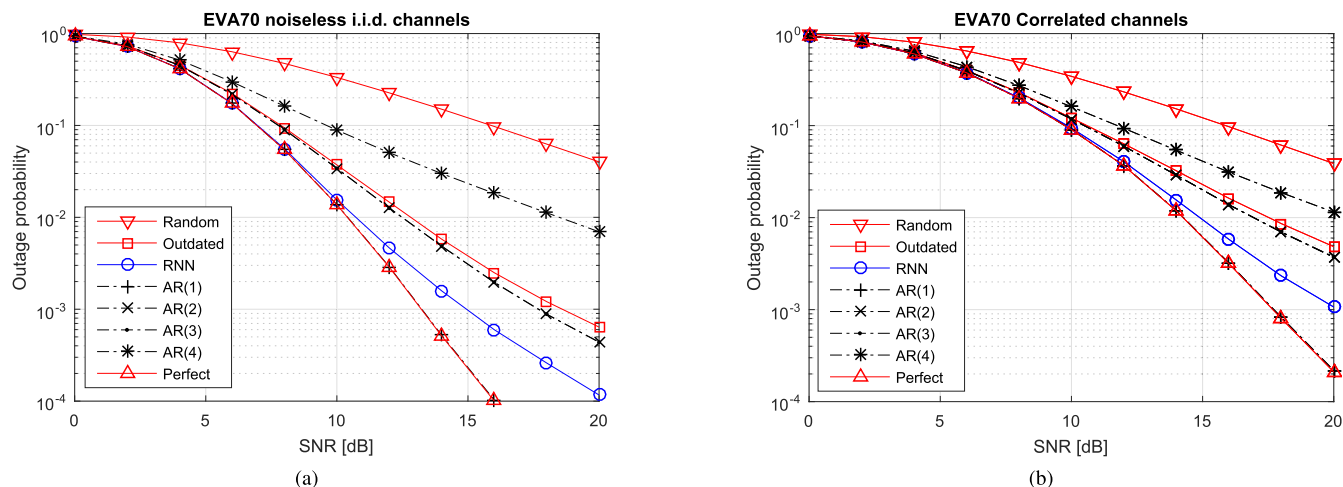 EVA70 noiseless i.i.d. channels
10^0
10^-1
10^-2
10^-3
10^-4
Outage probability
Random
Outdated
RNN
AR(1)
AR(2)
AR(3)
AR(4)
Perfect
0 5 10 15 20
SNR [dB]
(a)
EVA70 Correlated channels
10^0
10^-1
10^-2
10^-3
10^-4
Outage probability
Random
Outdated
RNN
AR(1)
AR(2)
AR(3)
AR(4)
Perfect
0 5 10 15 20
SNR [dB]
(b)